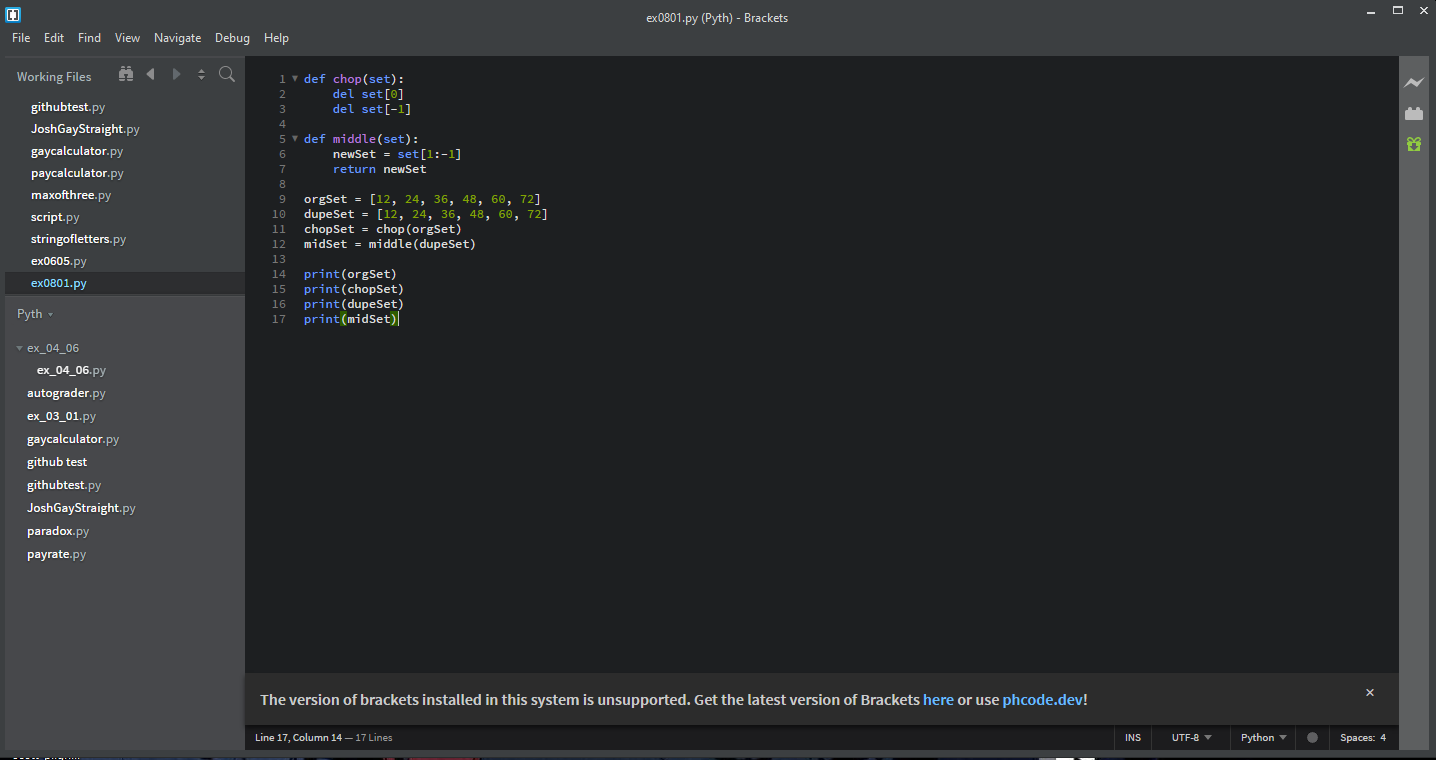 ex0801.py (Pyth) - Brackets
File Edit Find View Navigate Debug Help
Working Files
githubtest.py
JoshGayStraight.py
gaycalculator.py
paycalculator.py
maxofthree.py
script.py
stringofletters.py
ex0605.py
ex0801.py
Pyth
ex_04_06
ex_04_06.py
autograder.py
ex_03_01.py
gaycalculator.py
github test
githubtest.py
JoshGayStraight.py
paradox.py
payrate.py
1 def chop(set):
2     del set[0]
3     del set[-1]
4
5 def middle(set):
6     newSet = set[1:-1]
7     return newSet
8
9 orgSet = [12, 24, 36, 48, 60, 72]
10 dupeSet = [12, 24, 36, 48, 60, 72]
11 chopSet = chop(orgSet)
12 midSet = middle(dupeSet)
13
14 print(orgSet)
15 print(chopSet)
16 print(dupeSet)
17 print(midSet)
The version of brackets installed in this system is unsupported. Get the latest version of Brackets here or use phcode.dev!
Line 17, Column 14 — 17 Lines
INS UTF-8 Python Spaces: 4